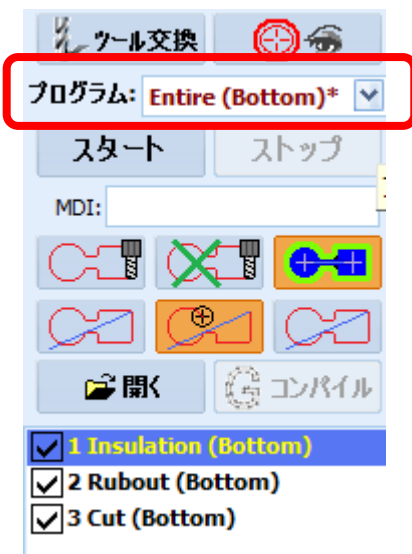 ツール交換
プログラム: Entire (Bottom)*
スタート ストップ
MDI:
開く コンパイル
1 Insulation (Bottom)
2 Rubout (Bottom)
3 Cut (Bottom)